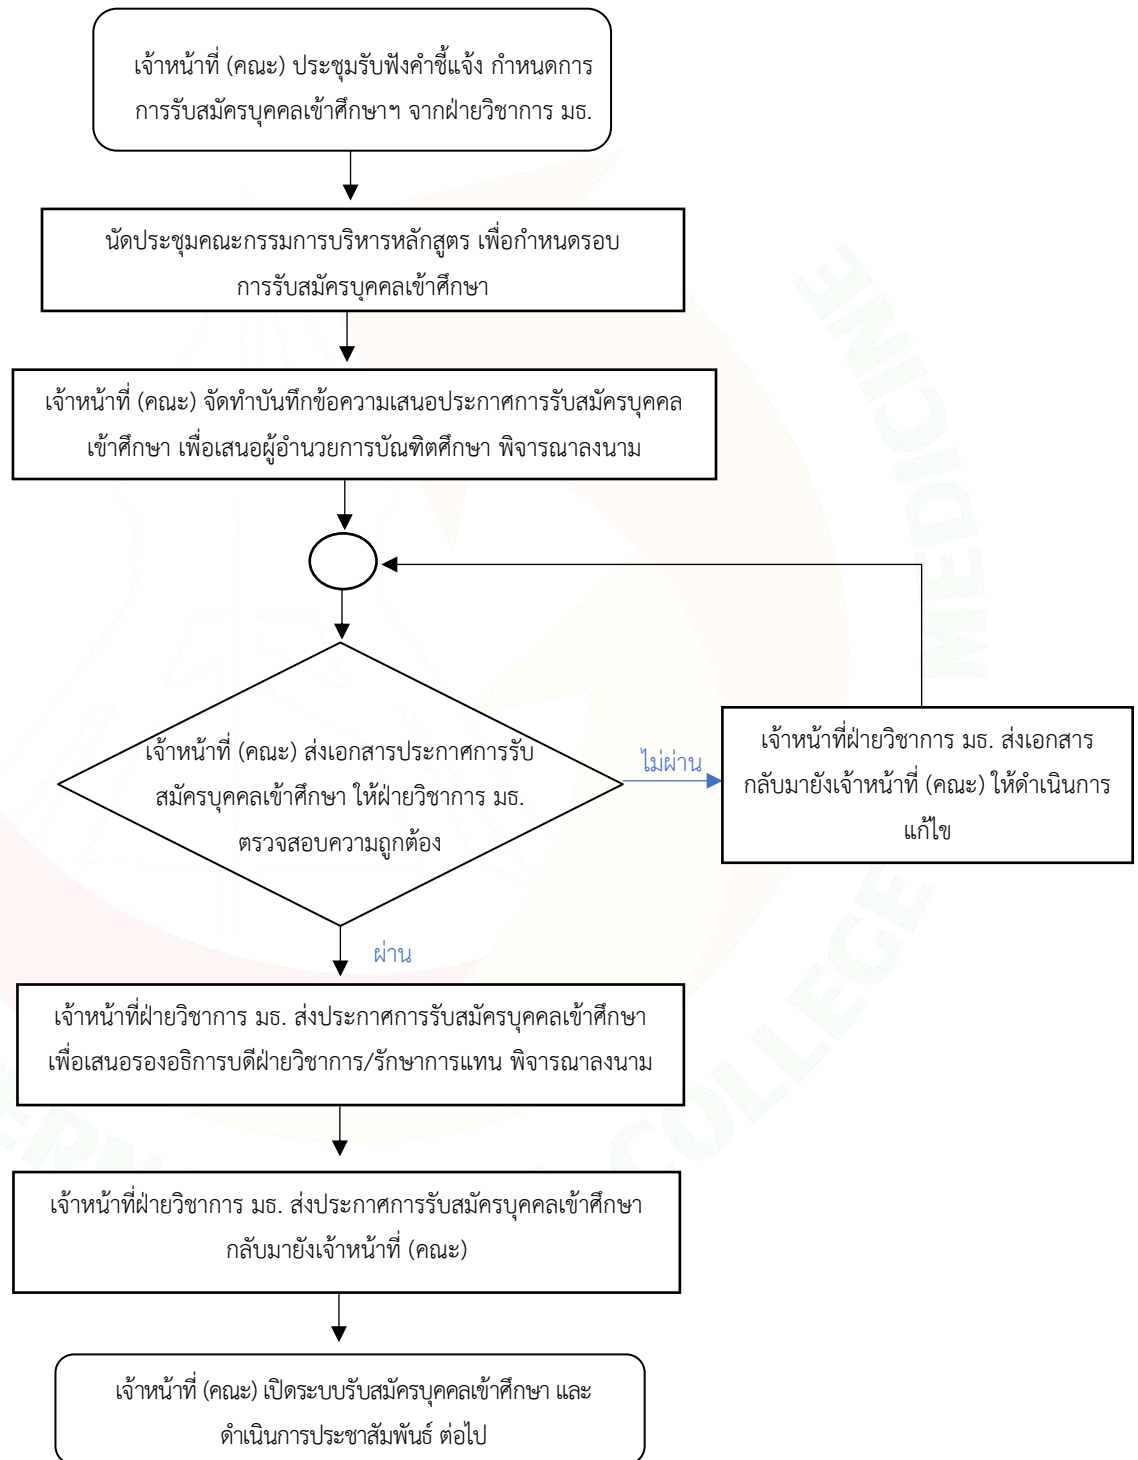 เจ้าหน้าที่ (คณะ) ประชุมรับฟังคำชี้แจ้ง กำหนดการ
การรับสมัครบุคคลเข้าศึกษาฯ จากฝ่ายวิชาการ มธ.
นัดประชุมคณะกรรมการบริหารหลักสูตร เพื่อกำหนดรอบ
การรับสมัครบุคคลเข้าศึกษา
เจ้าหน้าที่ (คณะ) จัดทำบันทึกข้อความเสนอประกาศการรับสมัครบุคคล
เข้าศึกษา เพื่อเสนอผู้อำนวยการบัณฑิตศึกษา พิจารณาลงนาม
เจ้าหน้าที่ (คณะ) ส่งเอกสารประกาศการรับ
สมัครบุคคลเข้าศึกษา ให้ฝ่ายวิชาการ มธ.
ตรวจสอบความถูกต้อง
ไม่ผ่าน
เจ้าหน้าที่ฝ่ายวิชาการ มธ. ส่งเอกสาร
กลับมายังเจ้าหน้าที่ (คณะ) ให้ดำเนินการ
แก้ไข
ผ่าน
เจ้าหน้าที่ฝ่ายวิชาการ มธ. ส่งประกาศการรับสมัครบุคคลเข้าศึกษา
เพื่อเสนอรองอธิการบดีฝ่ายวิชาการ/รักษาการแทน พิจารณาลงนาม
เจ้าหน้าที่ฝ่ายวิชาการ มธ. ส่งประกาศการรับสมัครบุคคลเข้าศึกษา
กลับมายังเจ้าหน้าที่ (คณะ)
เจ้าหน้าที่ (คณะ) เปิดระบบรับสมัครบุคคลเข้าศึกษา และ
ดำเนินการประชาสัมพันธ์ ต่อไป
COLLEGE
MEDICINE